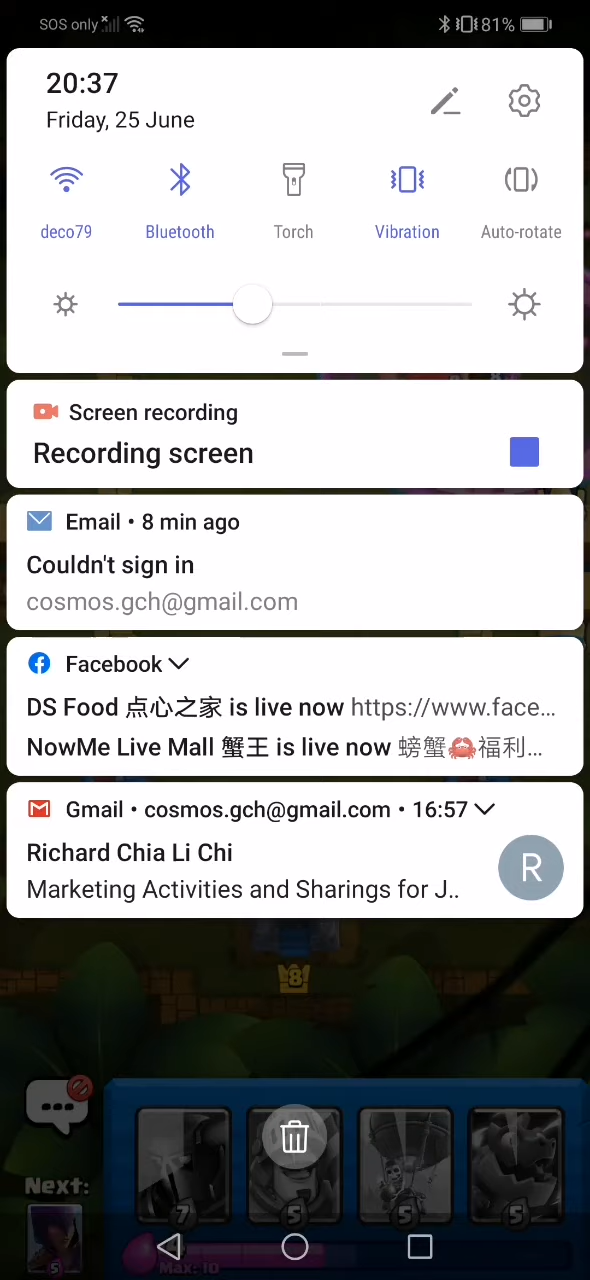 SOS only 81%
20:37
Friday, 25 June
deco79 Bluetooth Torch Vibration Auto-rotate
Screen recording
Recording screen
Email • 8 min ago
Couldn't sign in
cosmos.gch@gmail.com
Facebook
DS Food 点心之家 is live now https://www.face...
NowMe Live Mall 蟹王 is live now 螃蟹🦀福利...
Gmail • cosmos.gch@gmail.com • 16:57
Richard Chia Li Chi
Marketing Activities and Sharings for J..
R
8
7 5 5 5
Next:
5
Max: 10